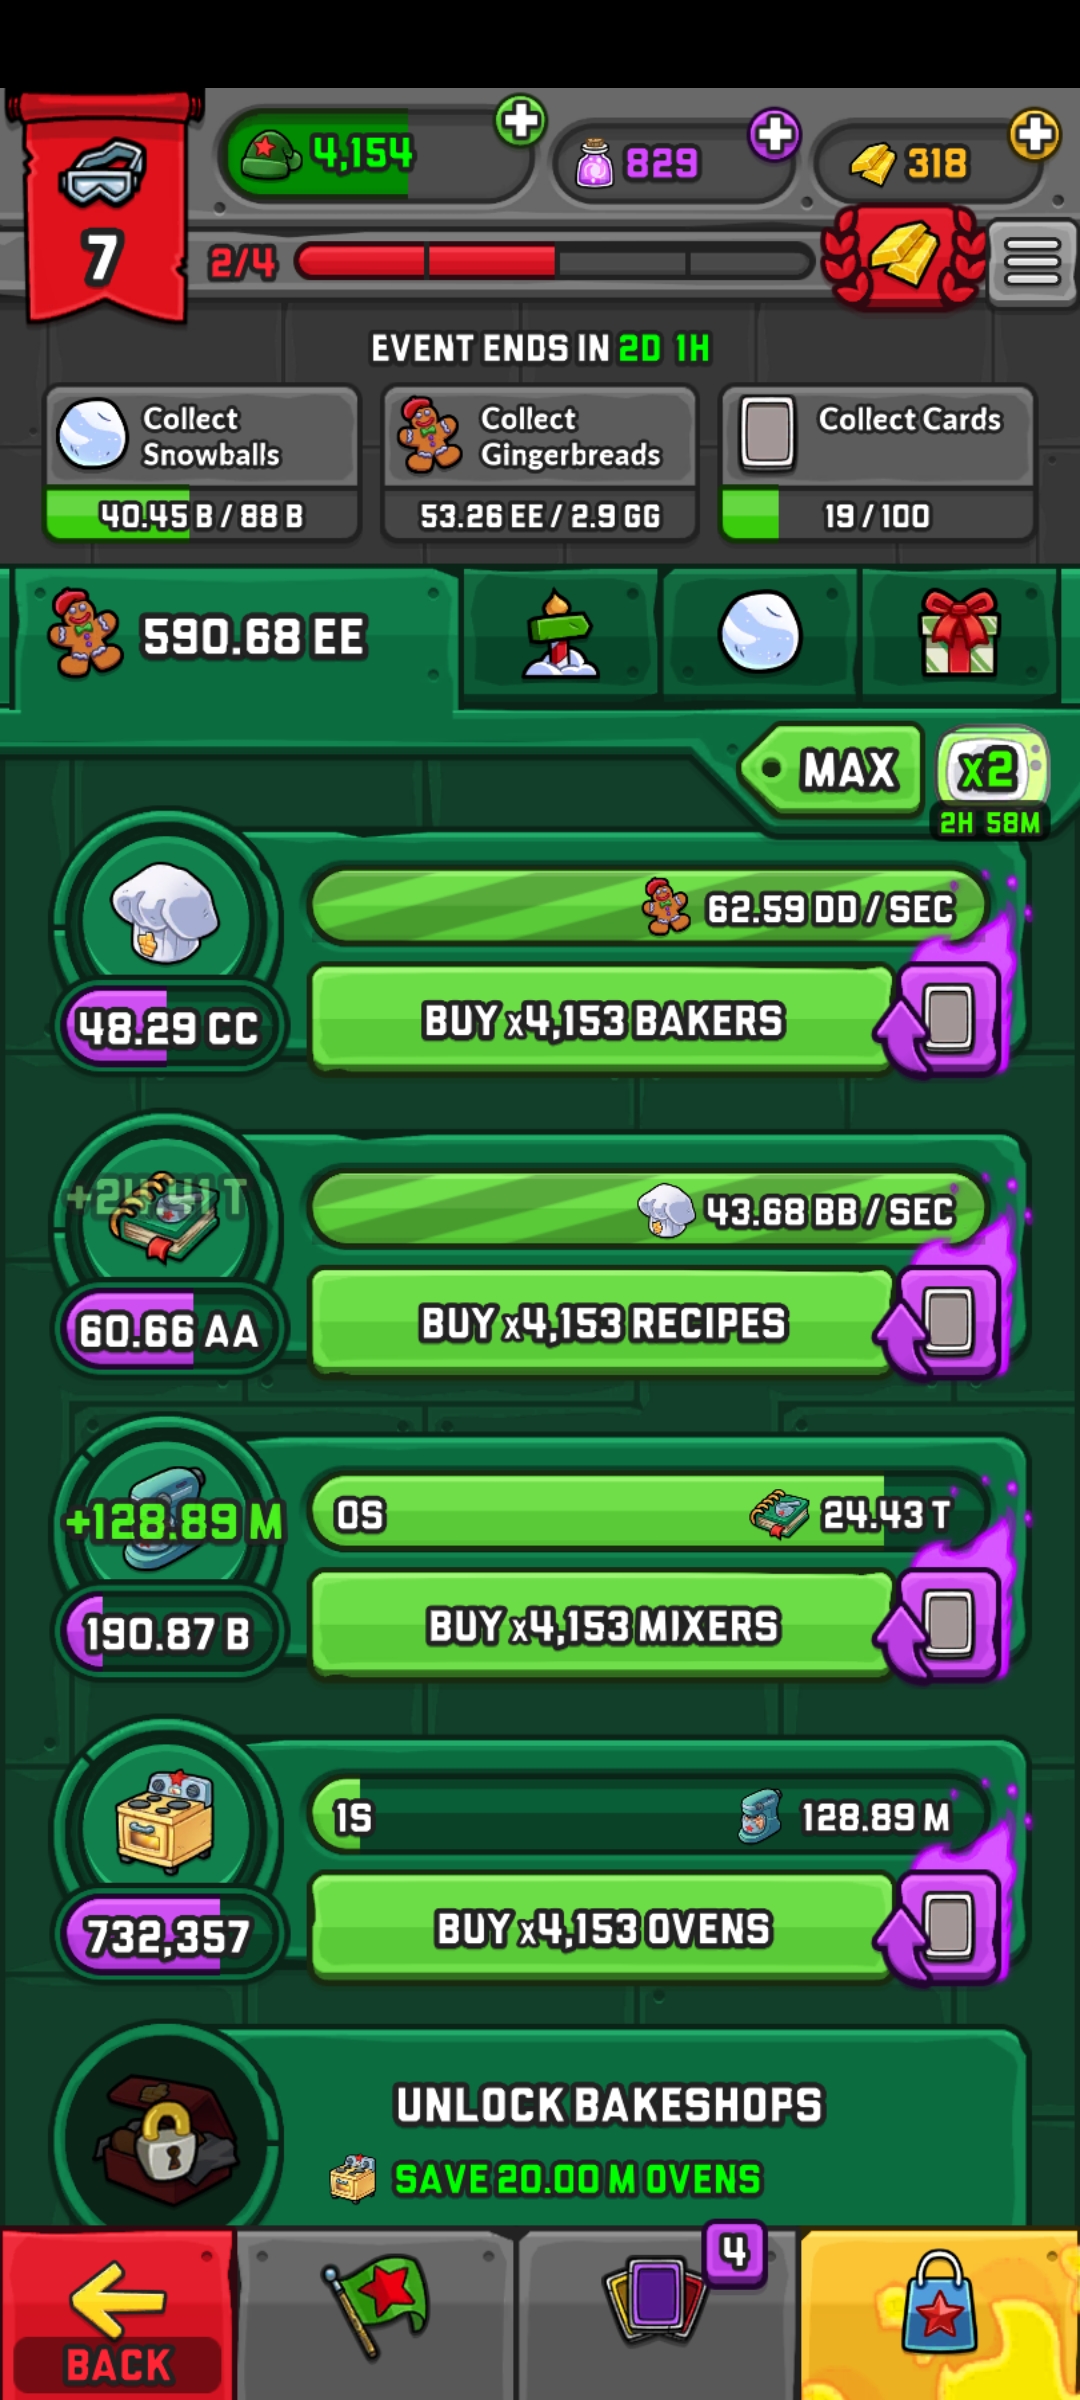 4,154
829
318
7
2/4
EVENT ENDS IN 2D 1H
Collect Snowballs
40.45 B / 88 B
Collect Gingerbreads
53.26 EE / 2.9 GG
Collect Cards
19 / 100
590.68 EE
MAX
x2
2H 58M
62.59 DD / SEC
48.29 CC
BUY x4,153 BAKERS
+24.41 T
43.68 BB / SEC
60.66 AA
BUY x4,153 RECIPES
+128.89 M
0S
24.43 T
190.87 B
BUY x4,153 MIXERS
1S
128.89 M
732,357
BUY x4,153 OVENS
UNLOCK BAKESHOPS
SAVE 20.00 M OVENS
4
BACK